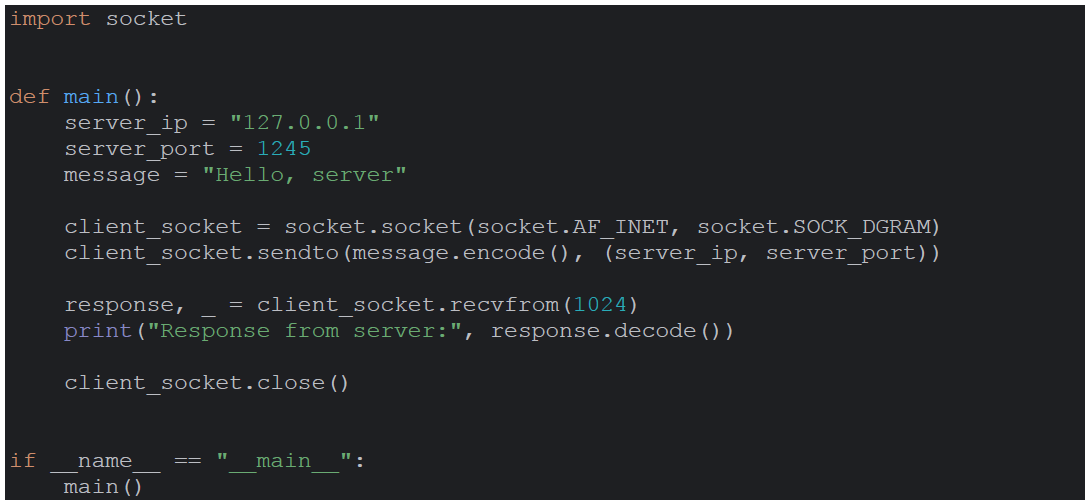 import socket
def main():
    server_ip = "127.0.0.1"
    server_port = 1245
    message = "Hello, server"
    client_socket = socket.socket(socket.AF_INET, socket.SOCK_DGRAM)
    client_socket.sendto(message.encode(), (server_ip, server_port))
    response, _ = client_socket.recvfrom(1024)
    print("Response from server:", response.decode())
    client_socket.close()
if __name__ == "__main__":
    main()